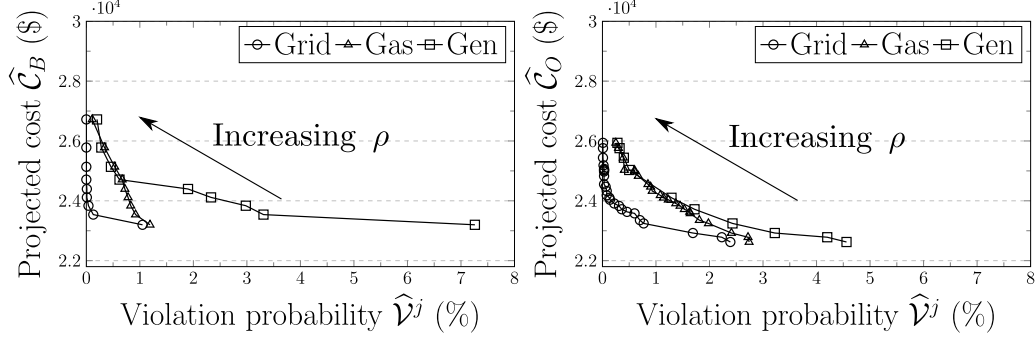 ·10⁴
3
2.8
2.6
2.4
2.2
0 1 2 3 4 5 6 7 8
Projected cost Ĉ_B ($)
Violation probability V̂ʲ (%)
Grid Gas Gen
Increasing ρ
·10⁴
3
2.8
2.6
2.4
2.2
0 1 2 3 4 5 6 7 8
Projected cost Ĉ_O ($)
Violation probability V̂ʲ (%)
Grid Gas Gen
Increasing ρ